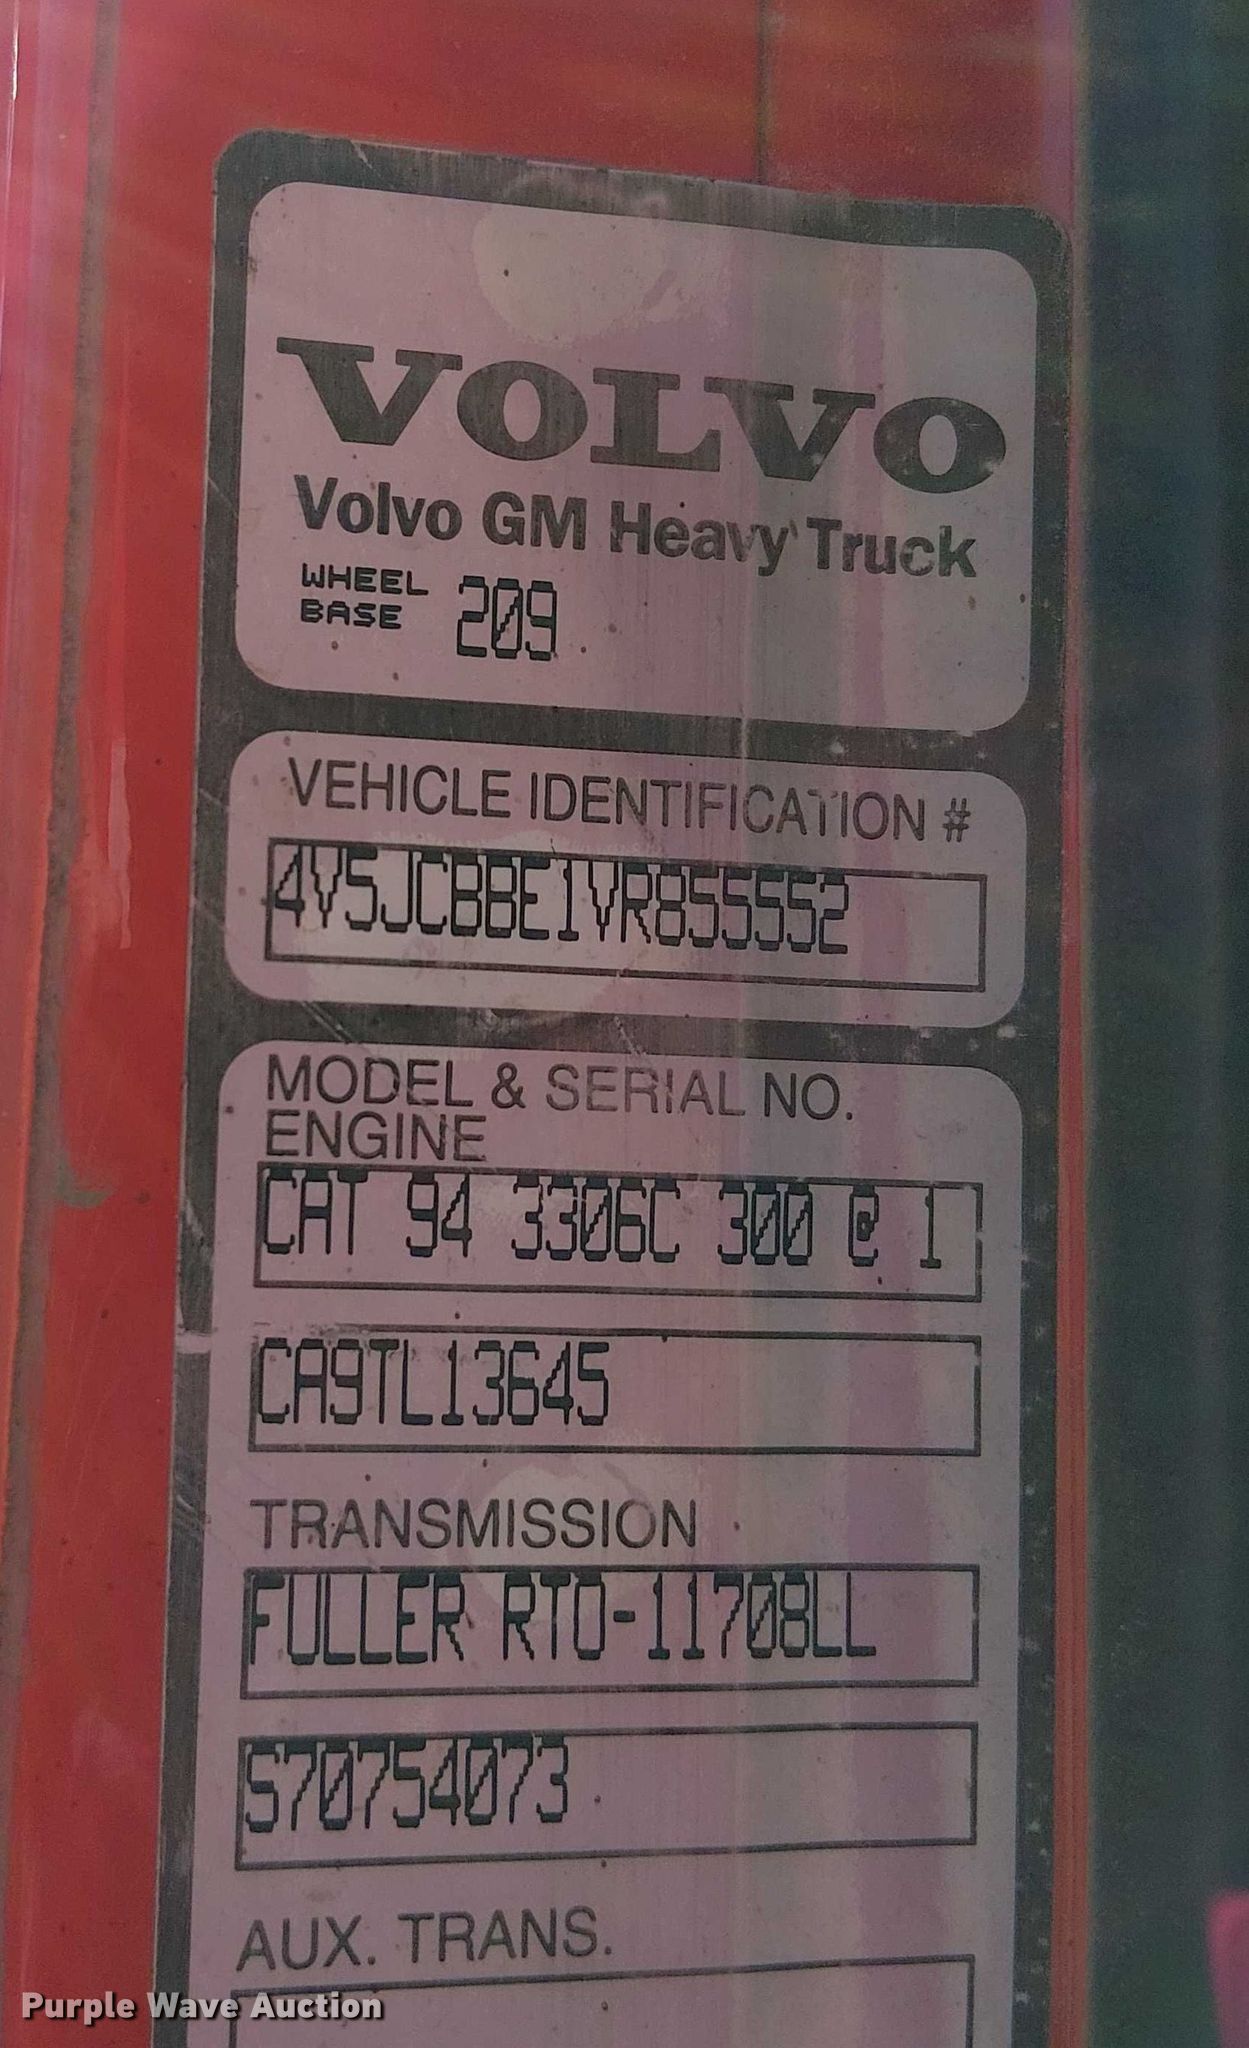 VOLVO
Volvo GM Heavy Truck
WHEEL
BASE 209
VEHICLE IDENTIFICATION #
4V5JCBBE1VR855552
MODEL & SERIAL NO.
ENGINE
CAT 94 3306C 300 @ 1
CA9TL13645
TRANSMISSION
FULLER RTO-11708LL
S70754073
AUX. TRANS.
Purple Wave Auction